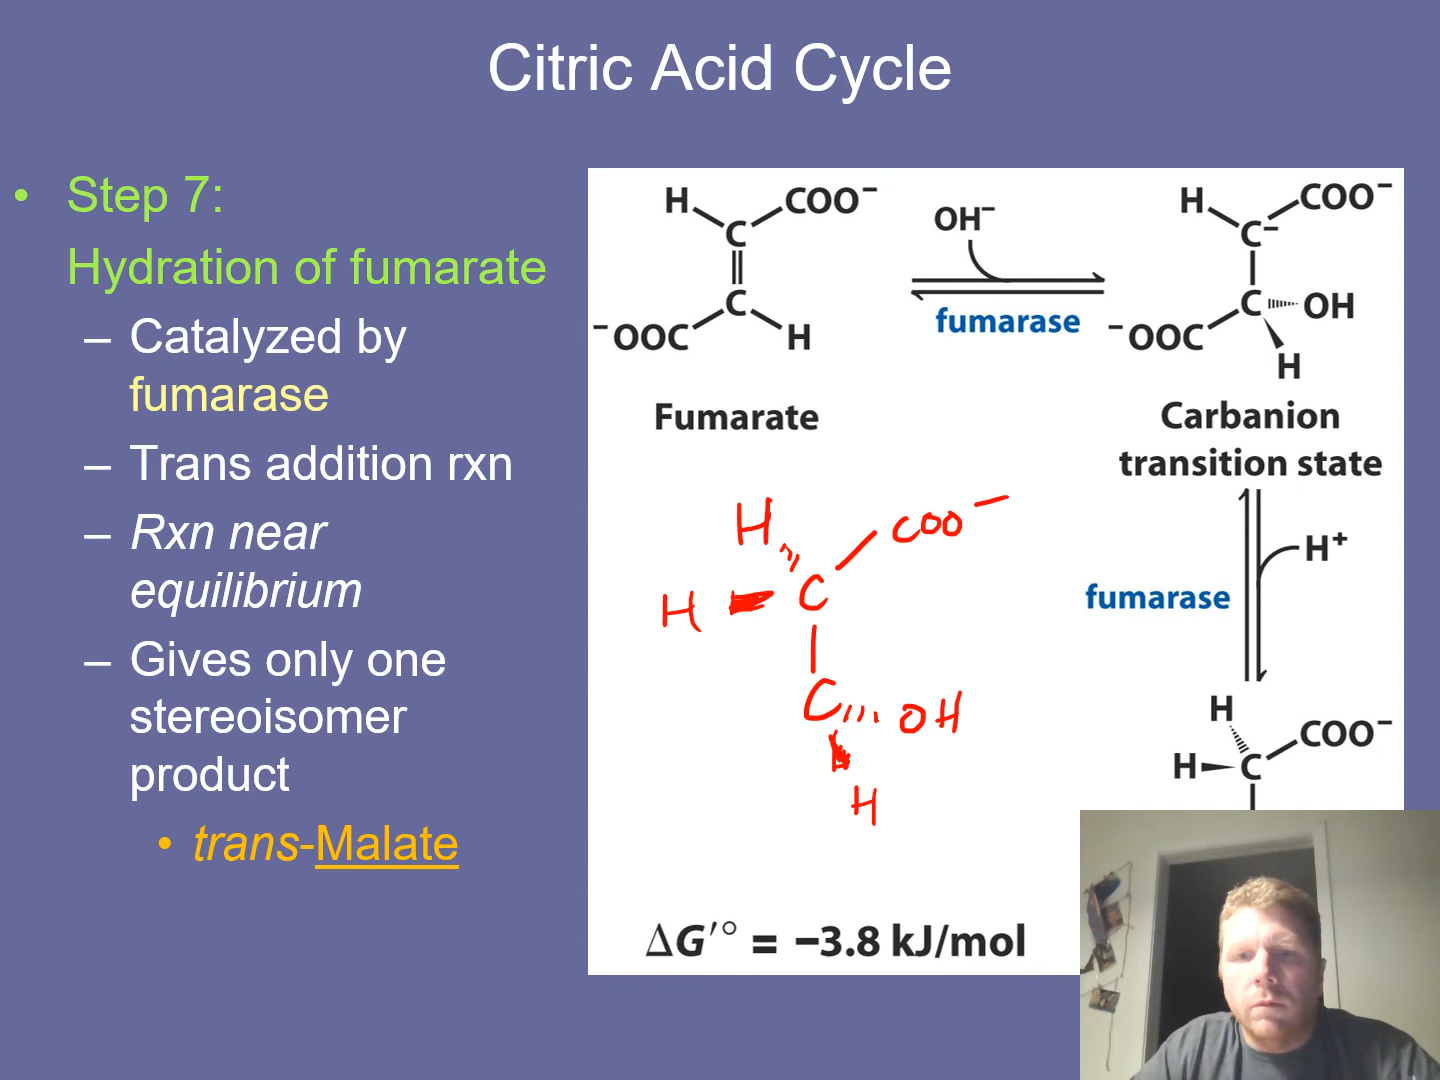 Citric Acid Cycle
• Step 7:
Hydration of fumarate
– Catalyzed by
fumarase
– Trans addition rxn
– Rxn near
equilibrium
– Gives only one
stereoisomer
product
• trans-Malate
H COO⁻
C
C
⁻OOC H
Fumarate
OH⁻
fumarase
H COO⁻
C⁻
C OH
⁻OOC
H
Carbanion
transition state
H⁺
fumarase
H
COO⁻
H C
H COO⁻
H C
C OH
H
ΔG′° = −3.8 kJ/mol